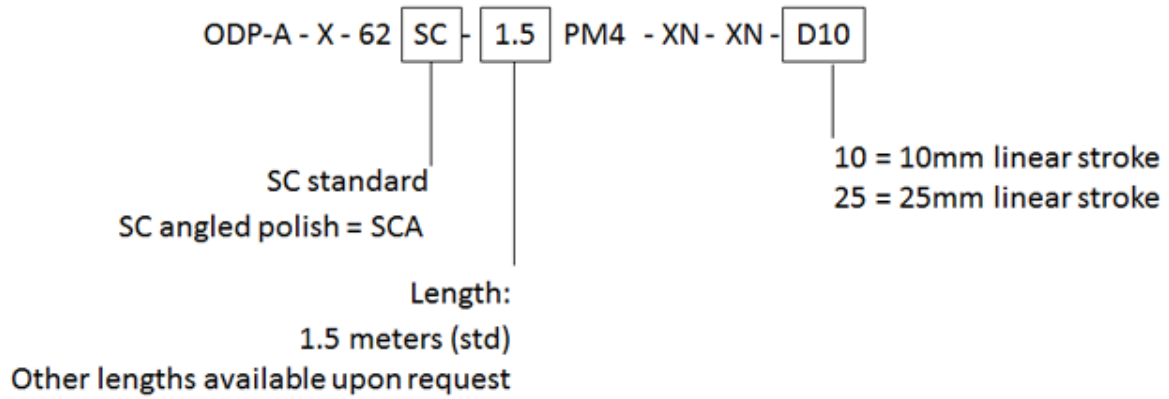 ODP-A - X - 62 SC - 1.5 PM4 - XN - XN - D10
10 = 10mm linear stroke
25 = 25mm linear stroke
SC standard
SC angled polish = SCA
Length:
1.5 meters (std)
Other lengths available upon request